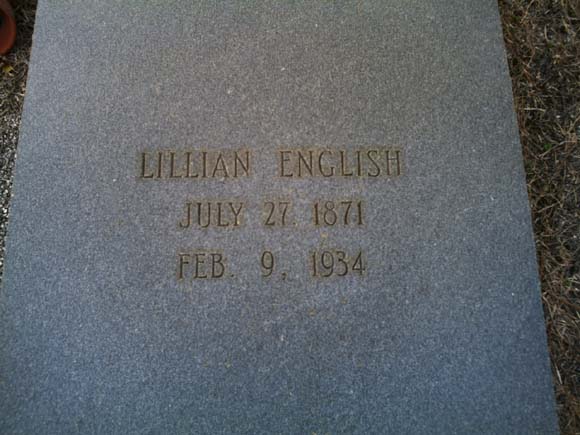 LILLIAN ENGLISH
JULY 27. 1871
FEB. 9, 1934